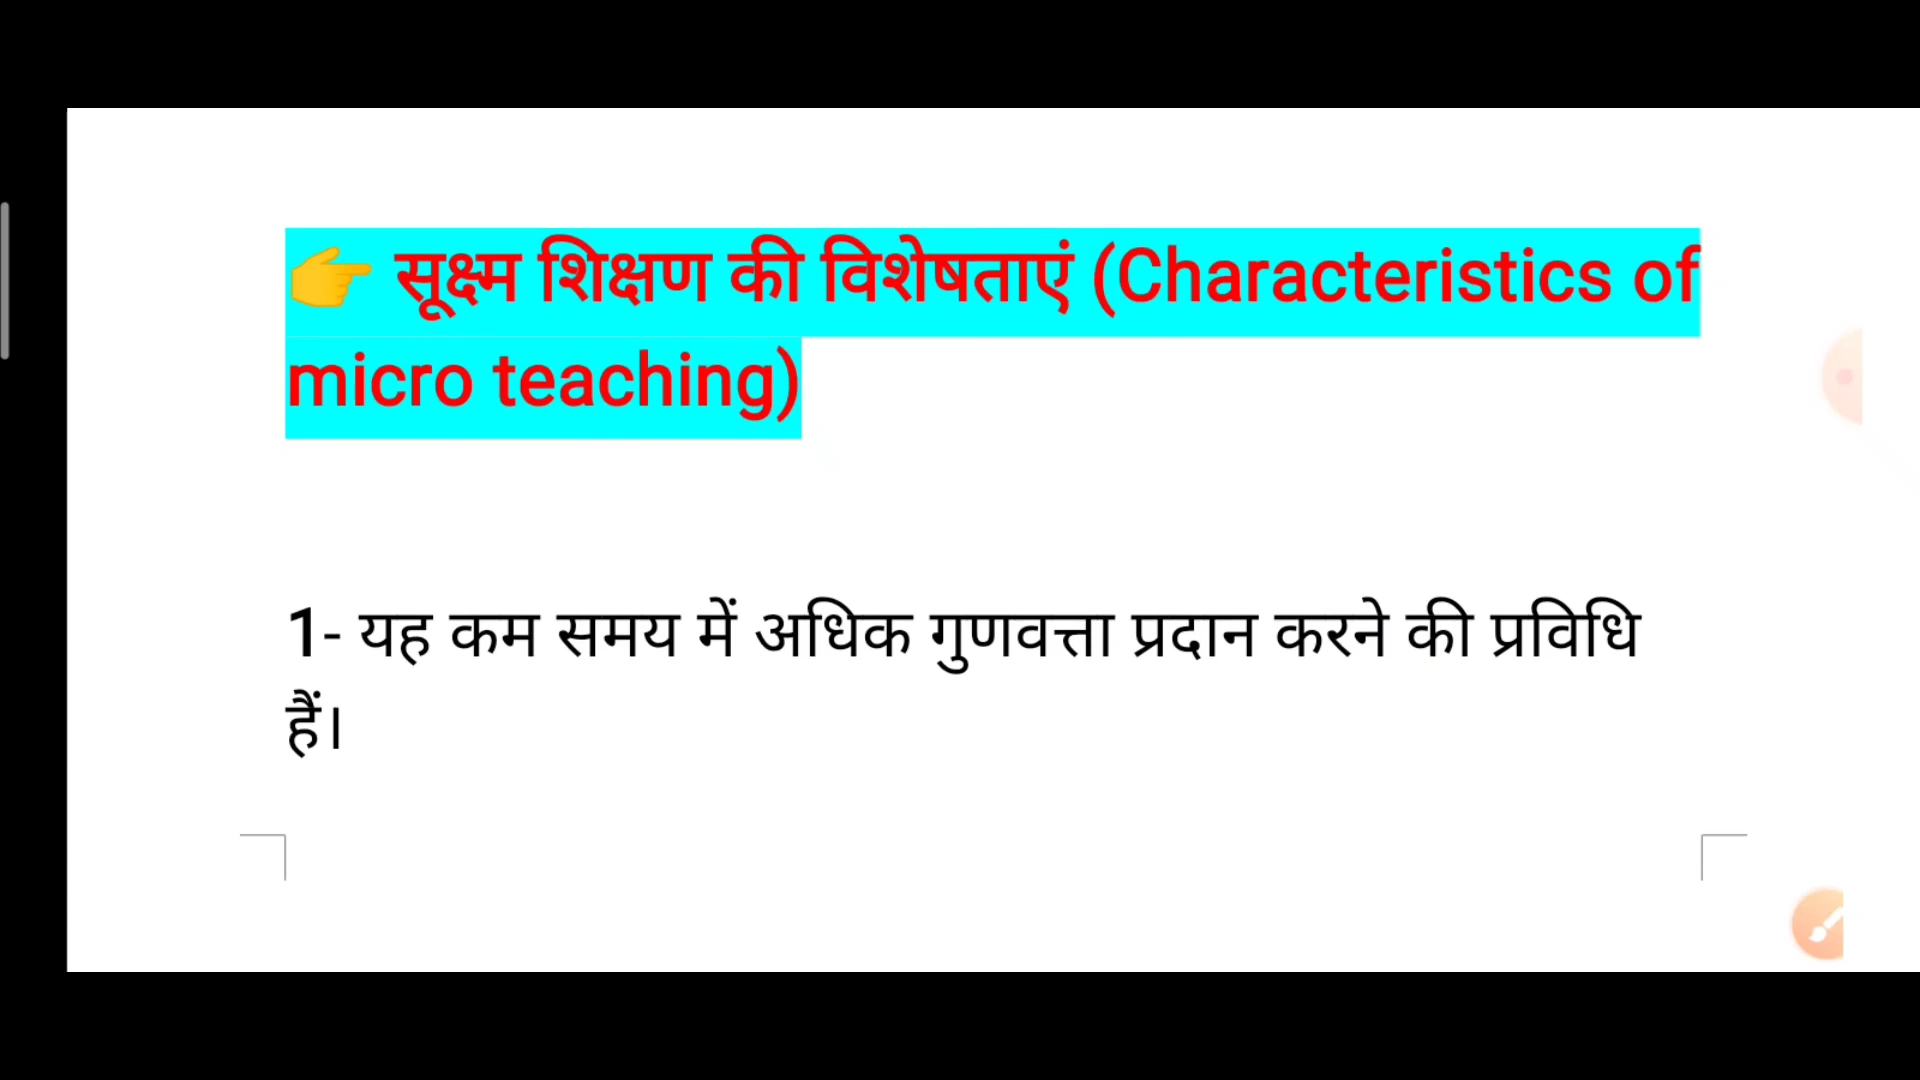 👉 सूक्ष्म शिक्षण की विशेषताएं (Characteristics of
micro teaching)
1- यह कम समय में अधिक गुणवत्ता प्रदान करने की प्रविधि
हैं।